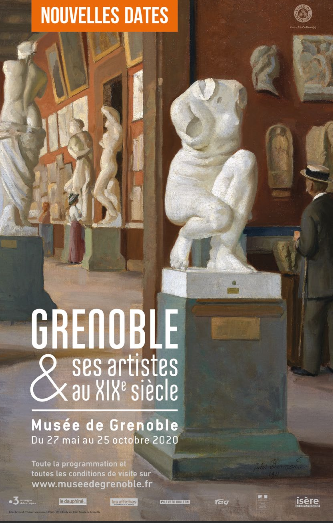 NOUVELLES DATES
GRENOBLE
& ses artistes
au XIXe siècle
Musée de Grenoble
Du 27 mai au 25 octobre 2020
Toute la programmation et
toutes les conditions de visite sur
www.museedegrenoble.fr
isère